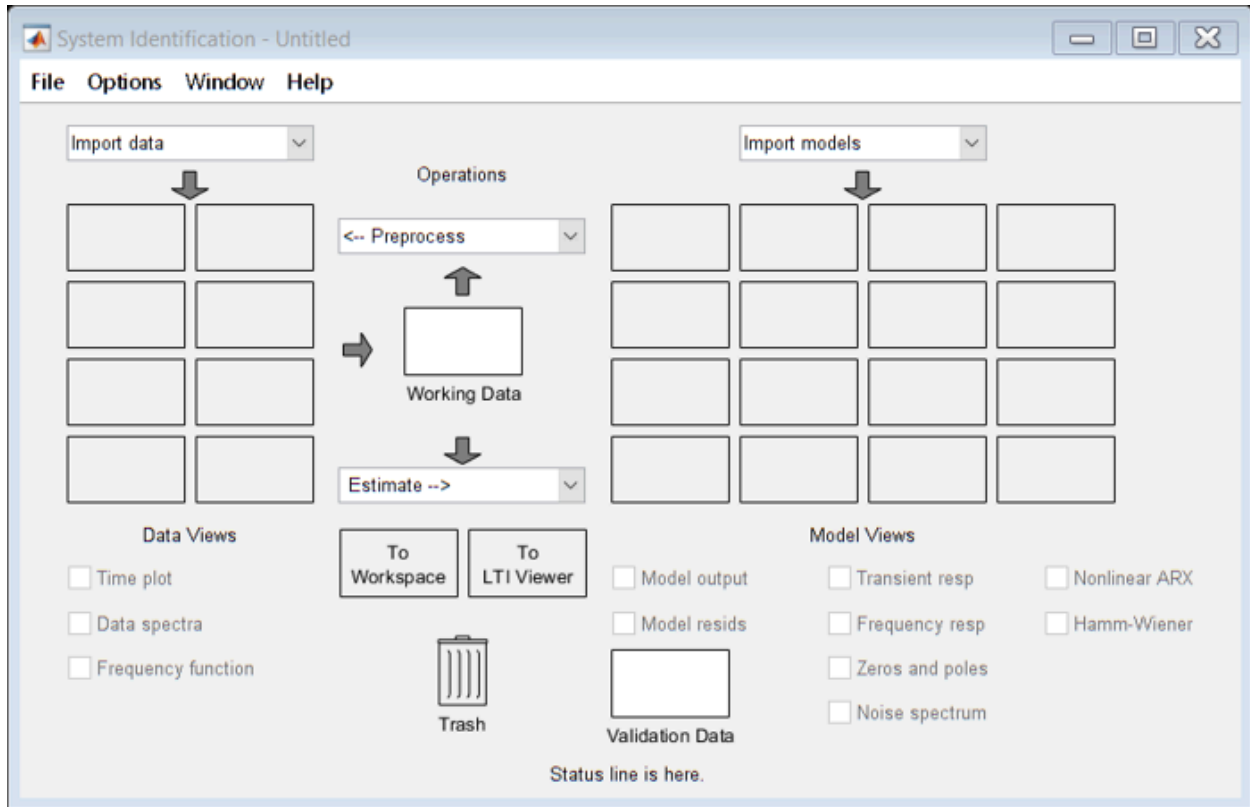 System Identification - Untitled
File Options Window Help
Import data
Import models
Operations
<-- Preprocess
Working Data
Estimate -->
Data Views
Time plot
Data spectra
Frequency function
To
Workspace
To
LTI Viewer
Trash
Model Views
Model output
Model resids
Transient resp
Frequency resp
Zeros and poles
Noise spectrum
Nonlinear ARX
Hamm-Wiener
Validation Data
Status line is here.